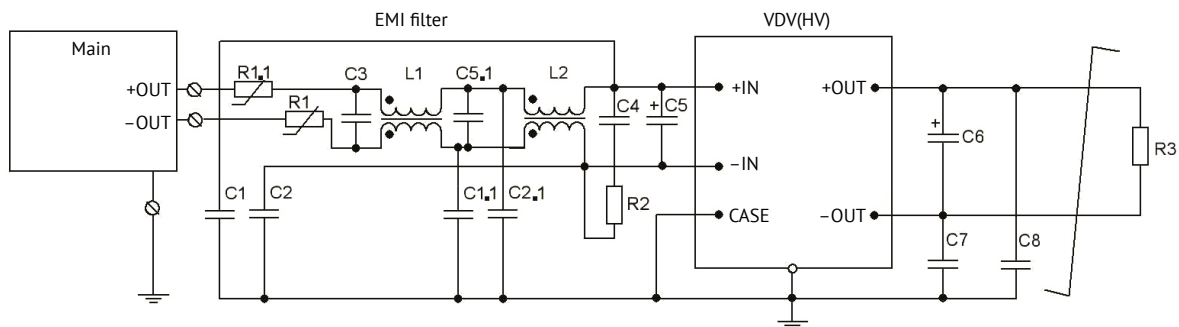 EMI filter
VDV(HV)
Main
+OUT
−OUT
R1.1
R1
C3
L1
C5.1
L2
C4
+
C5
+IN
−IN
CASE
+OUT
−OUT
+
C6
R3
C1
C2
C1.1
C2.1
R2
C7
C8